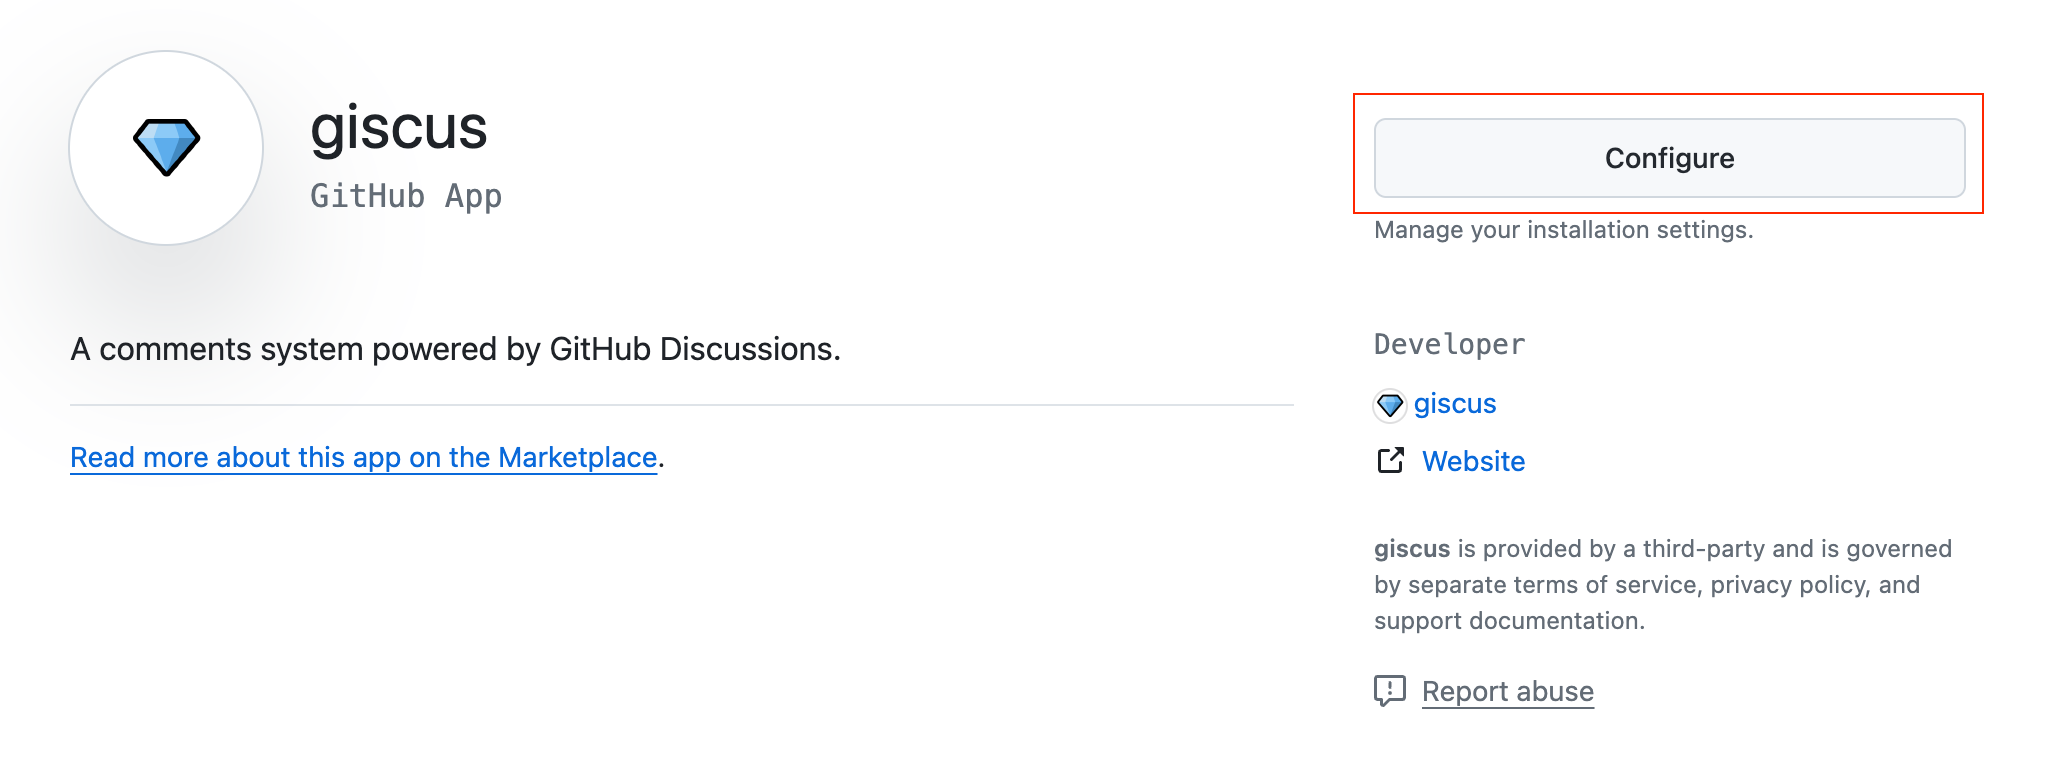 giscus
GitHub App
A comments system powered by GitHub Discussions.
Read more about this app on the Marketplace.
Configure
Manage your installation settings.
Developer
giscus
Website
giscus is provided by a third-party and is governed
by separate terms of service, privacy policy, and
support documentation.
Report abuse